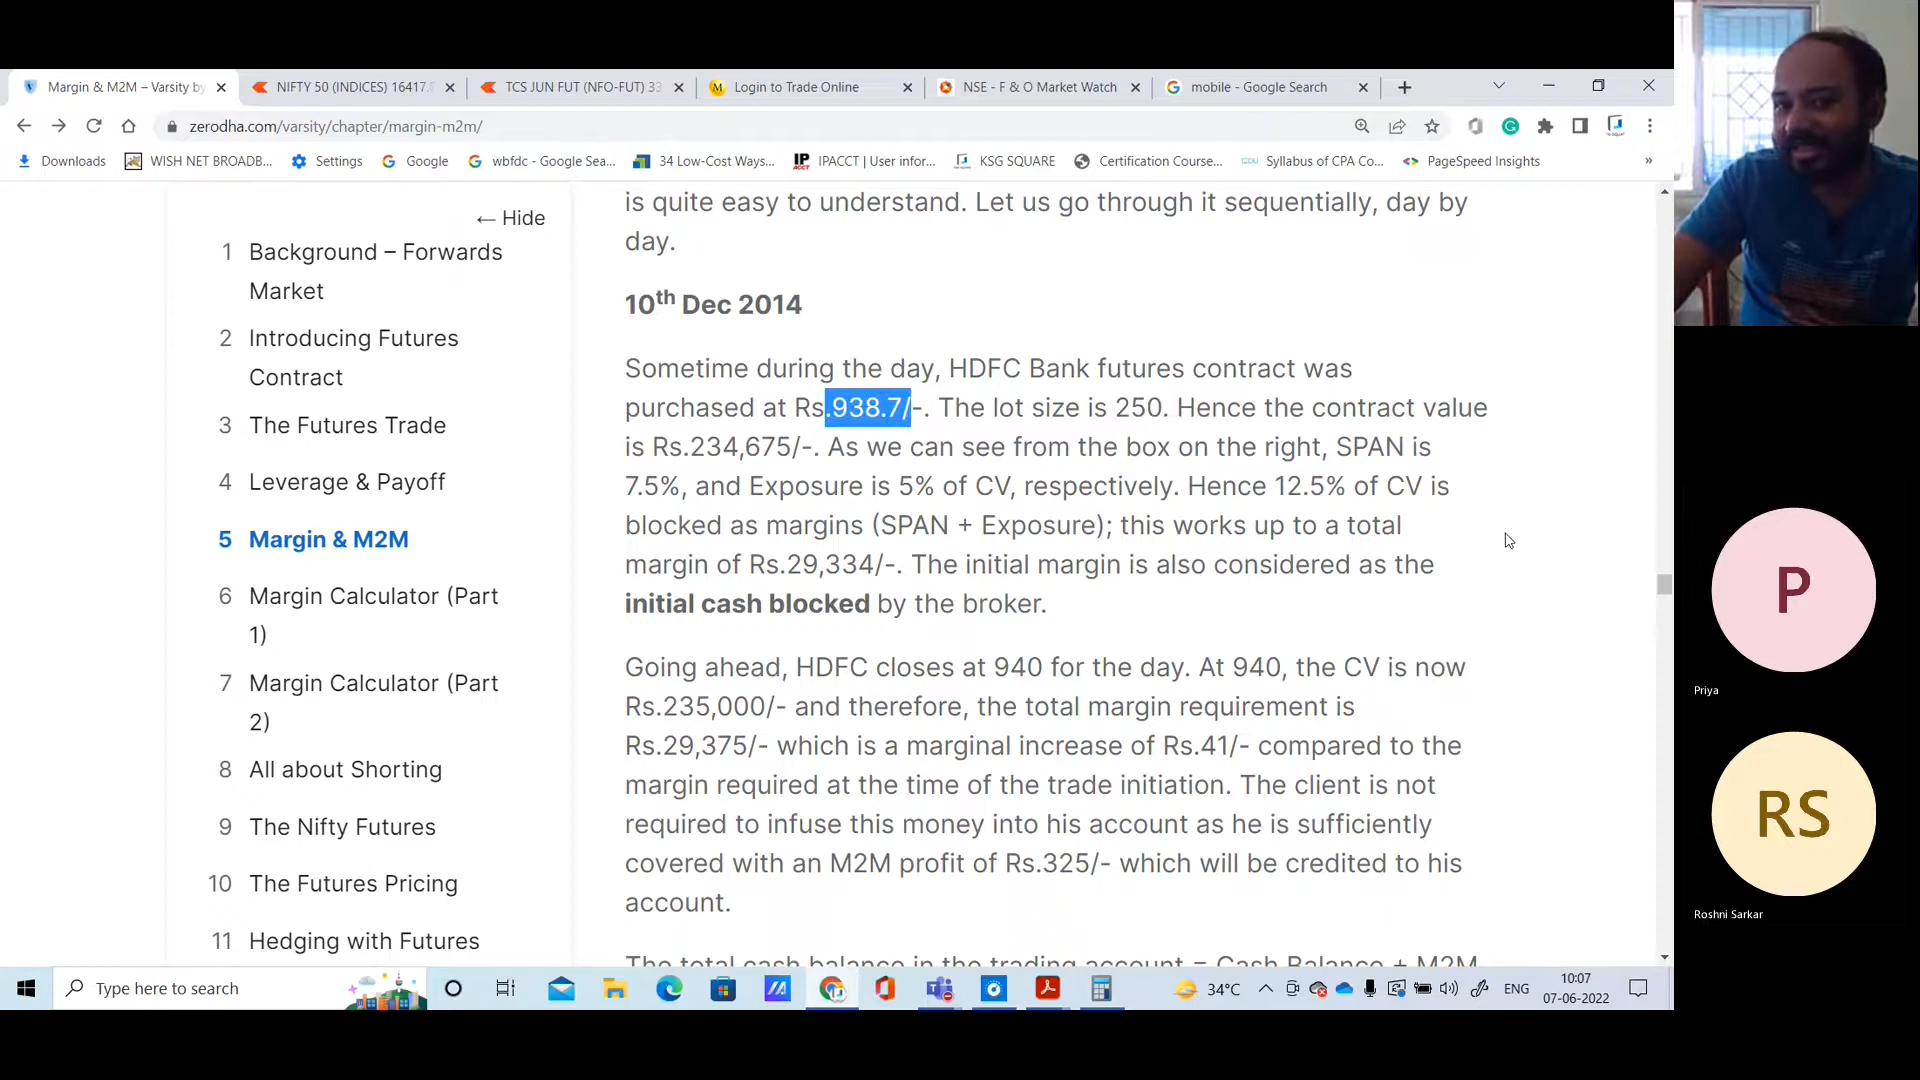 Margin & M2M – Varsity by
NIFTY 50 (INDICES) 16417.
TCS JUN FUT (NFO-FUT) 33
Login to Trade Online
NSE - F & O Market Watch
mobile - Google Search
zerodha.com/varsity/chapter/margin-m2m/
Downloads
WISH NET BROADB...
Settings
Google
wbfdc - Google Sea...
34 Low-Cost Ways...
IPACCT | User infor...
KSG SQUARE
Certification Course...
Syllabus of CPA Co...
PageSpeed Insights
»
← Hide
1 Background – Forwards
Market
2 Introducing Futures
Contract
3 The Futures Trade
4 Leverage & Payoff
5 Margin & M2M
6 Margin Calculator (Part
1)
7 Margin Calculator (Part
2)
8 All about Shorting
9 The Nifty Futures
10 The Futures Pricing
11 Hedging with Futures
is quite easy to understand. Let us go through it sequentially, day by
day.
10th Dec 2014
Sometime during the day, HDFC Bank futures contract was
purchased at Rs.938.7/-. The lot size is 250. Hence the contract value
is Rs.234,675/-. As we can see from the box on the right, SPAN is
7.5%, and Exposure is 5% of CV, respectively. Hence 12.5% of CV is
blocked as margins (SPAN + Exposure); this works up to a total
margin of Rs.29,334/-. The initial margin is also considered as the
initial cash blocked by the broker.
Going ahead, HDFC closes at 940 for the day. At 940, the CV is now
Rs.235,000/- and therefore, the total margin requirement is
Rs.29,375/- which is a marginal increase of Rs.41/- compared to the
margin required at the time of the trade initiation. The client is not
required to infuse this money into his account as he is sufficiently
covered with an M2M profit of Rs.325/- which will be credited to his
account.
The total cash balance in the trading account = Cash Balance + M2M
P
Priya
RS
Roshni Sarkar
Type here to search
34°C
ENG
10:07
07-06-2022